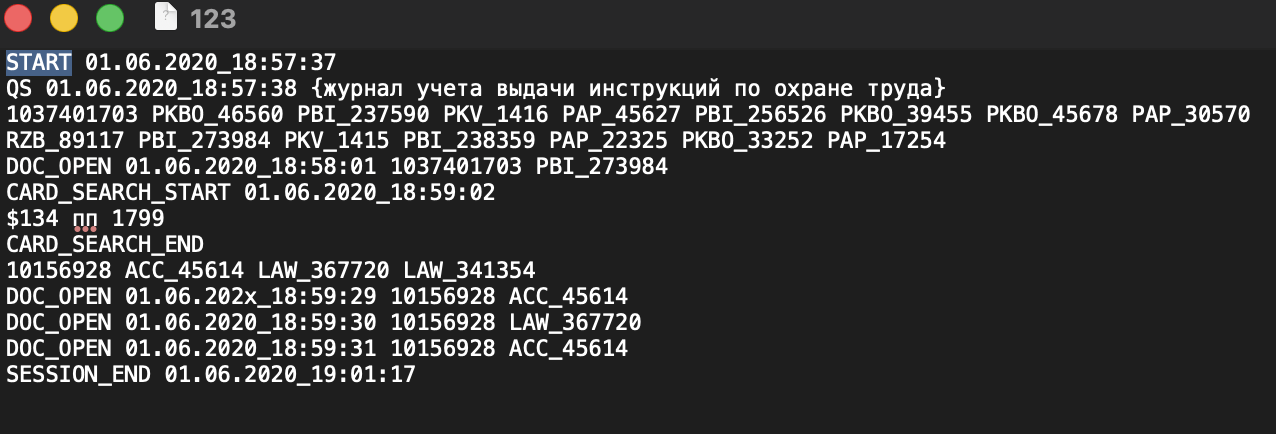 123
START 01.06.2020_18:57:37
QS 01.06.2020_18:57:38 {журнал учета выдачи инструкций по охране труда}
1037401703 PKBO_46560 PBI_237590 PKV_1416 PAP_45627 PBI_256526 PKBO_39455 PKBO_45678 PAP_30570
RZB_89117 PBI_273984 PKV_1415 PBI_238359 PAP_22325 PKBO_33252 PAP_17254
DOC_OPEN 01.06.2020_18:58:01 1037401703 PBI_273984
CARD_SEARCH_START 01.06.2020_18:59:02
$134 пп 1799
CARD_SEARCH_END
10156928 ACC_45614 LAW_367720 LAW_341354
DOC_OPEN 01.06.202x_18:59:29 10156928 ACC_45614
DOC_OPEN 01.06.2020_18:59:30 10156928 LAW_367720
DOC_OPEN 01.06.2020_18:59:31 10156928 ACC_45614
SESSION_END 01.06.2020_19:01:17